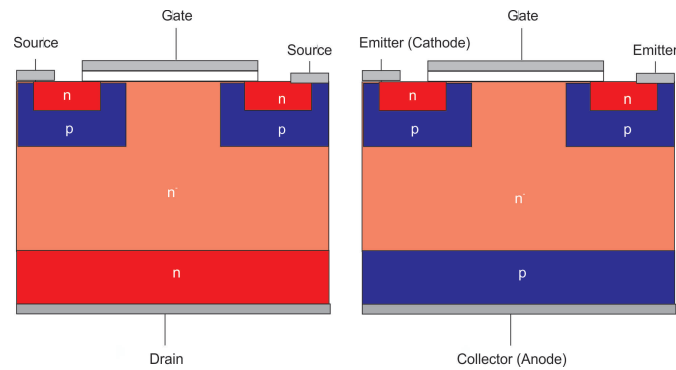 Gate
Source
Source
n
n
p
p
n-
n
Drain
Gate
Emitter (Cathode)
Emitter
n
n
p
p
n-
p
Collector (Anode)